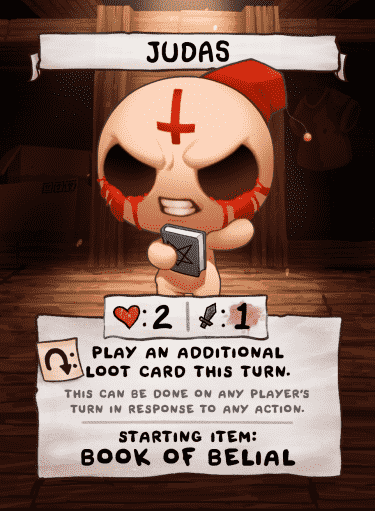 JUDAS
: 2 : 1
: PLAY AN ADDITIONAL
LOOT CARD THIS TURN.
THIS CAN BE DONE ON ANY PLAYER'S
TURN IN RESPONSE TO ANY ACTION.
STARTING ITEM:
BOOK OF BELIAL